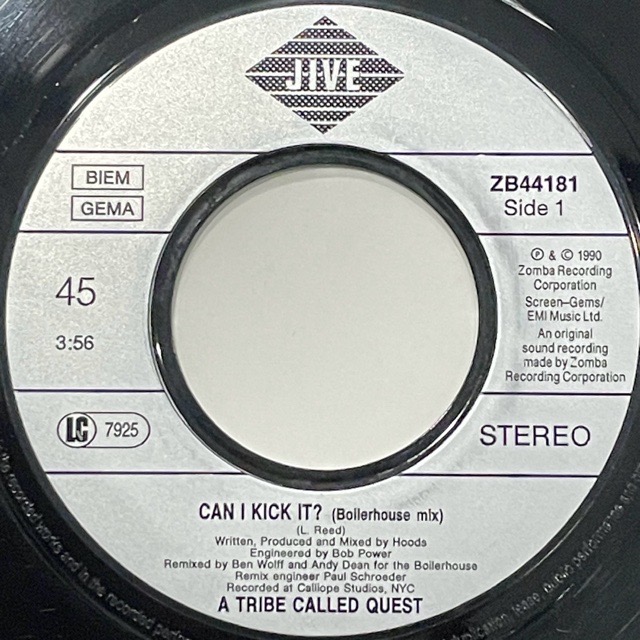 JIVE
BIEM
GEMA
ZB44181
Side 1
45
3:56
℗ & © 1990
Zomba Recording
Corporation
Screen-Gems/
EMI Music Ltd.
An original
sound recording
made by Zomba
Recording Corporation
LC 7925
STEREO
CAN I KICK IT? (Boilerhouse mix)
(L. Reed)
Written, Produced and Mixed by Hoods
Engineered by Bob Power
Remixed by Ben Wolff and Andy Dean for the Boilerhouse
Remix engineer Paul Schroeder
Recorded at Calliope Studios, NYC
A TRIBE CALLED QUEST